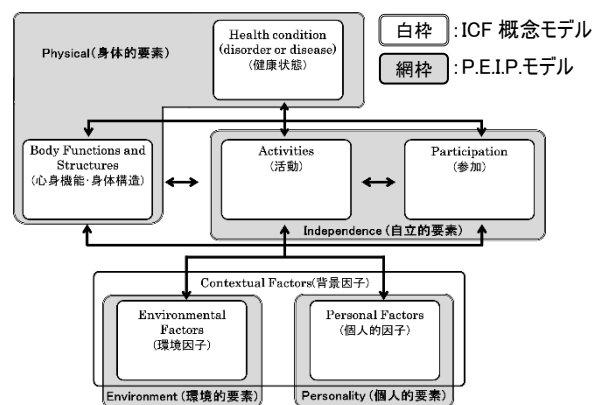 Health condition
(disorder or disease)
(健康状態)
Physical(身体的要素)
白枠:ICF 概念モデル
網枠:P.E.I.P.モデル
Body Functions and
Structures
(心身機能･身体構造)
Activities
(活動)
Participation
(参加)
Independence (自立的要素)
Contextual Factors(背景因子)
Environmental
Factors
(環境因子)
Personal Factors
(個人的因子)
Environment (環境的要素)
Personality (個人的要素)